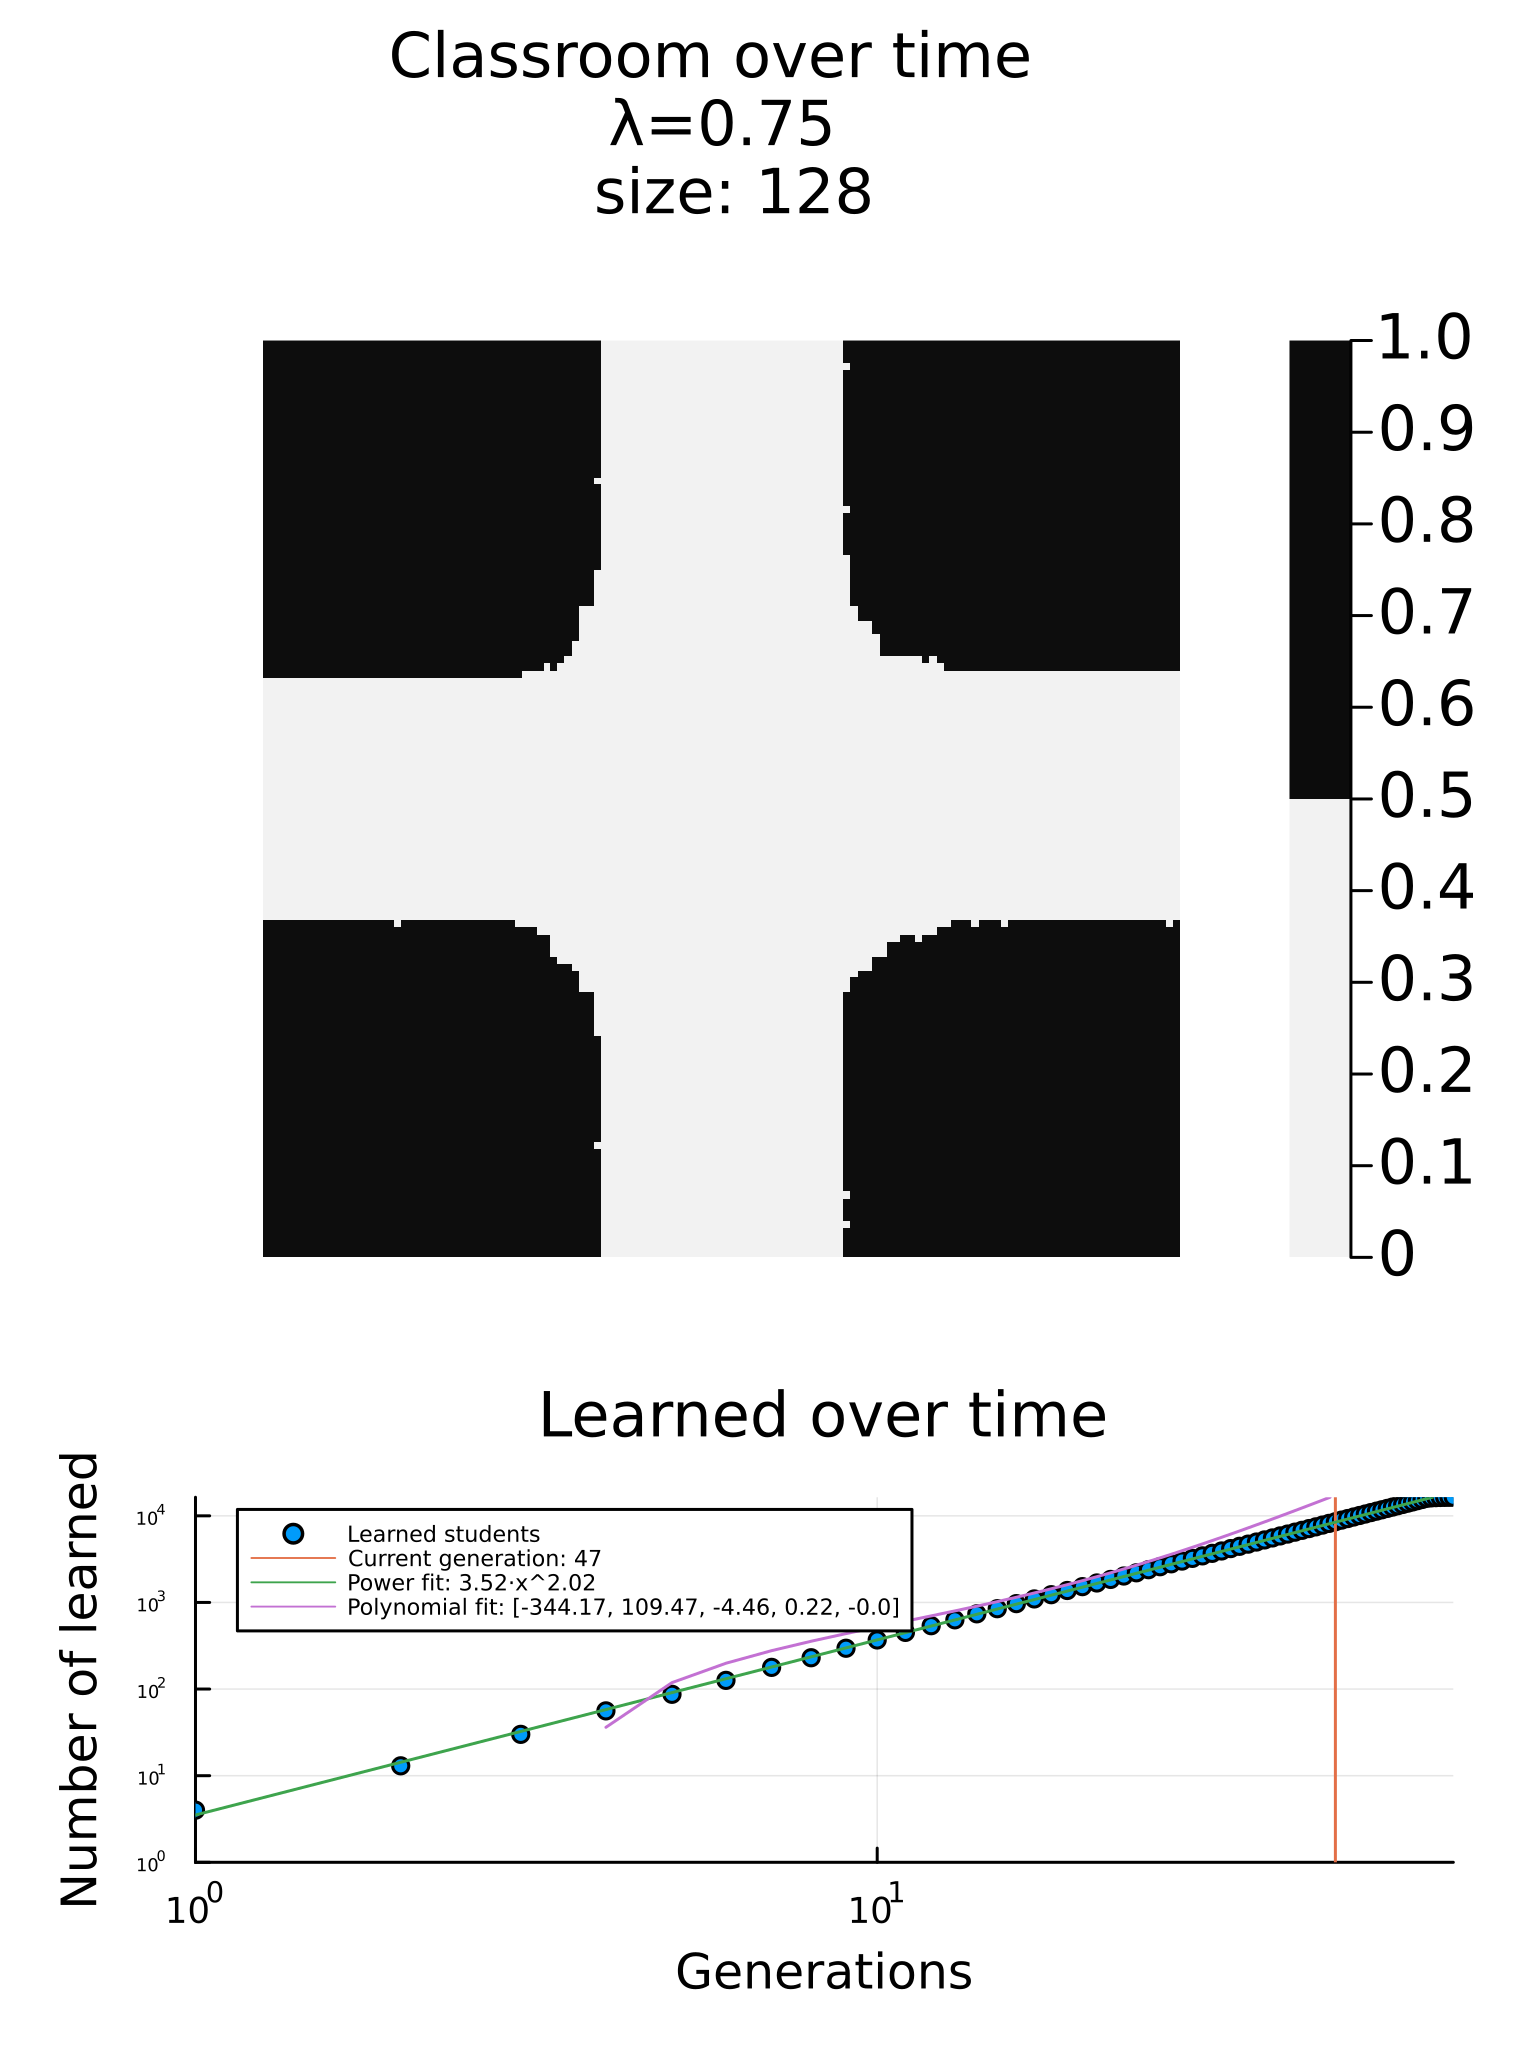 Classroom over time
λ=0.75
size: 128
1.0
0.9
0.8
0.7
0.6
0.5
0.4
0.3
0.2
0.1
0
Learned over time
Number of learned
10^4
10^3
10^2
10^1
10^0
Learned students
Current generation: 47
Power fit: 3.52·x^2.02
Polynomial fit: [-344.17, 109.47, -4.46, 0.22, -0.0]
10^0
10^1
Generations